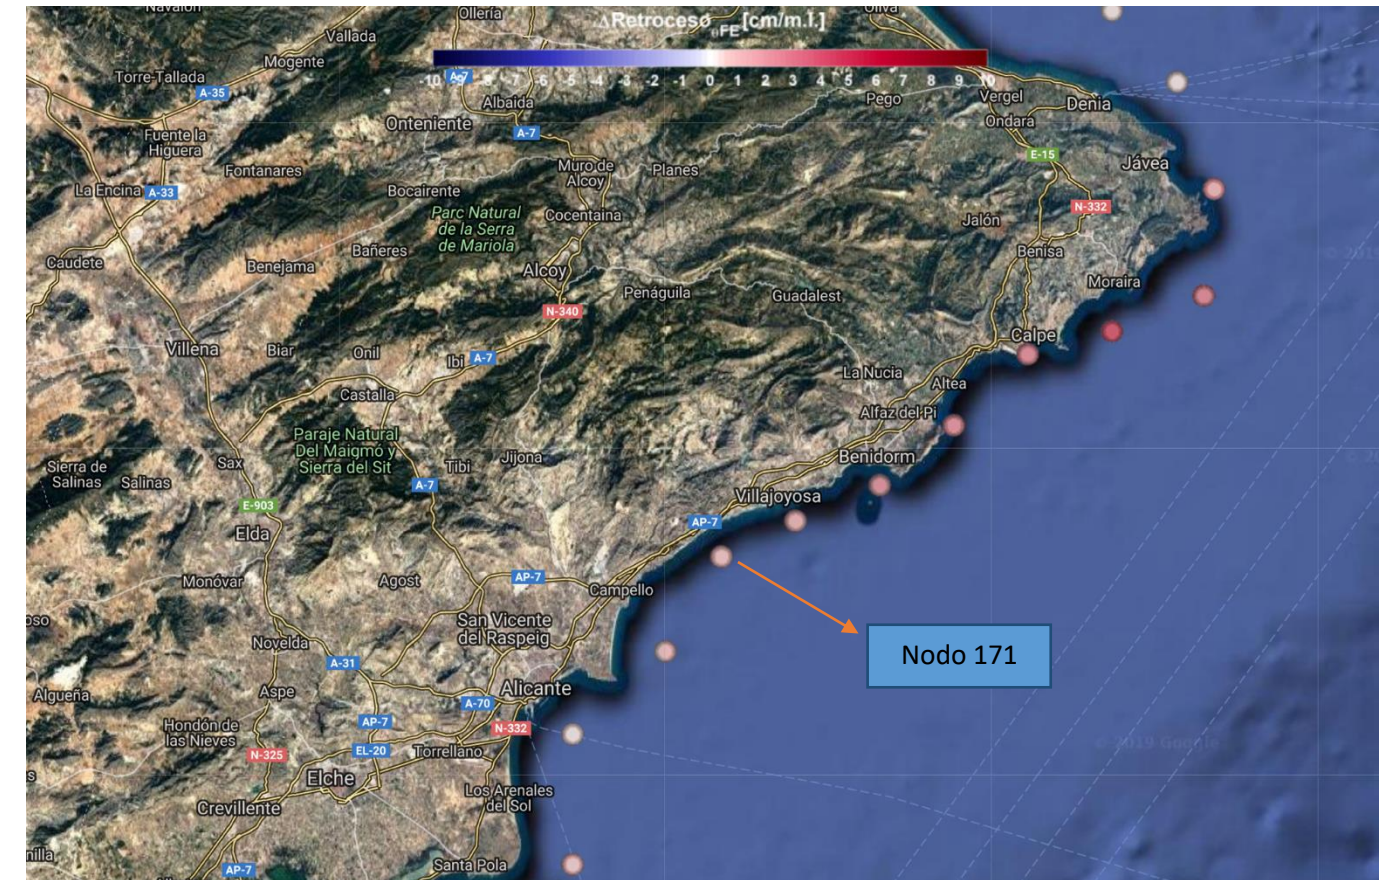 Navalón
Ollería
Oliva
ΔRetroceso θFE [cm/m.l.]
Vallada
Mogente
Torre-Tallada
A-7
-10 -9 -8 -7 -6 -5 -4 -3 -2 -1 0 1 2 3 4 5 6 7 8 9 10
A-35
Albaida
Pego
Vergel
Denia
Onteniente
A-7
Ondara
Fuente la
Higuera
E-15
Jávea
Fontanares
Muro de
Alcoy
Planes
La Encina
A-33
Bocairente
N-332
Parc Natural
de la Serra
de Mariola
Cocentaina
Jalón
Bañeres
Benisa
Caudete
Benejama
Alcoy
Moraira
Penáguila
Guadalest
N-340
Calpe
Villena
Biar
Onil
Ibi
A-7
La Nucia
Altea
Castalla
Alfaz del Pi
Paraje Natural
Del Maigmó y
Sierra del Sit
Benidorm
Sierra de
Salinas
Salinas
Sax
Tibi
Jijona
A-7
Villajoyosa
E-903
AP-7
Elda
Monóvar
Agost
AP-7
Campello
San Vicente
del Raspeig
Novelda
Nodo 171
A-31
Algueña
Aspe
Alicante
A-70
Hondón de
las Nieves
AP-7
N-332
N-325
EL-20
Torrellano
© 2019 Google
Elche
Los Arenales
del Sol
Crevillente
Santa Pola
AP-7